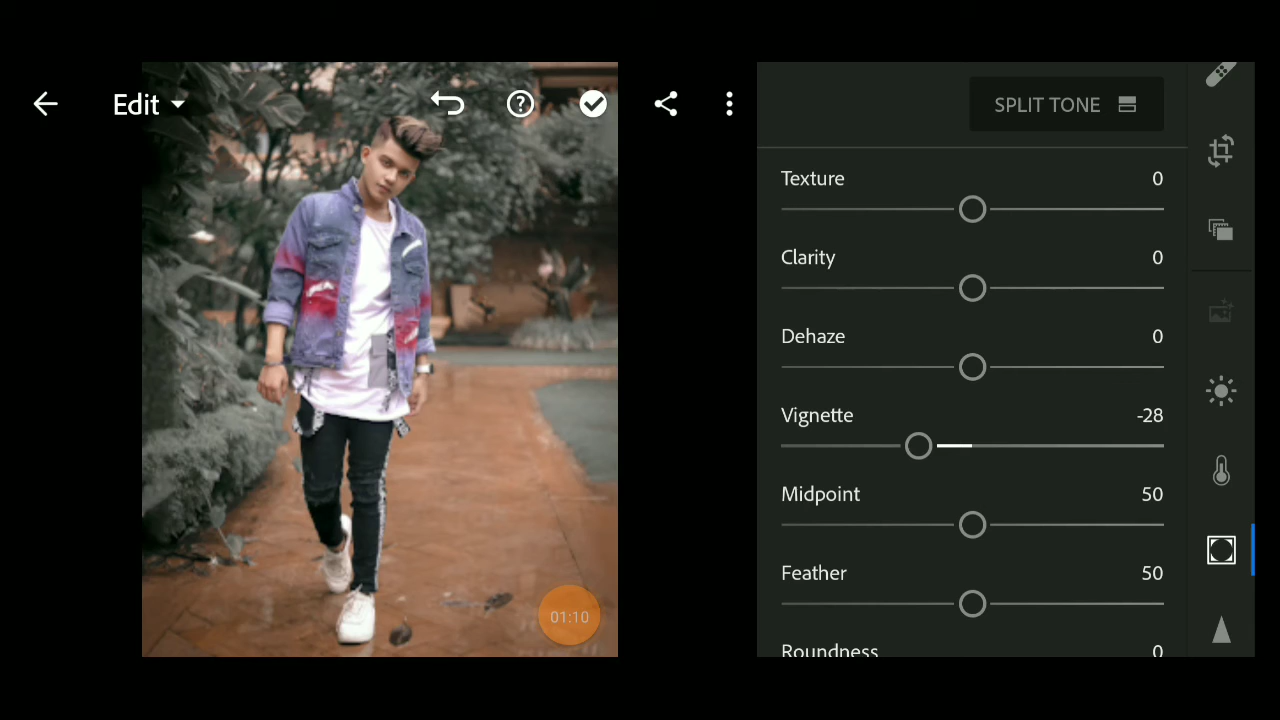 Edit
SPLIT TONE
Texture 0
Clarity 0
Dehaze 0
Vignette -28
Midpoint 50
Feather 50
Roundness 0
01:10